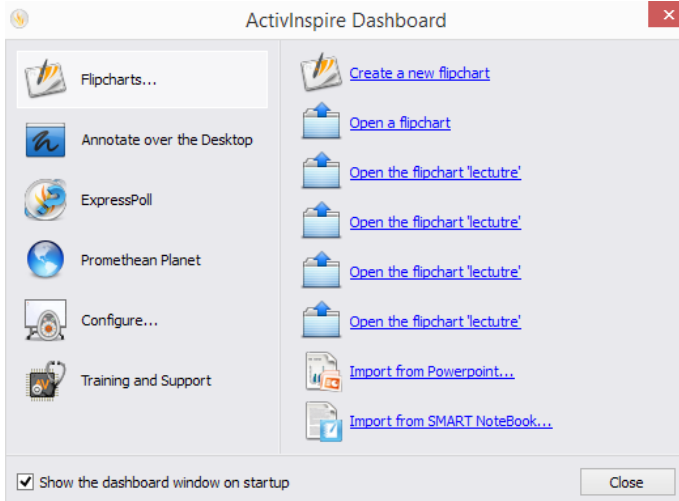 ActivInspire Dashboard
Flipcharts...
Annotate over the Desktop
ExpressPoll
Promethean Planet
Configure...
Training and Support
Create a new flipchart
Open a flipchart
Open the flipchart 'lectutre'
Open the flipchart 'lectutre'
Open the flipchart 'lectutre'
Open the flipchart 'lectutre'
Import from Powerpoint...
Import from SMART NoteBook...
Show the dashboard window on startup
Close